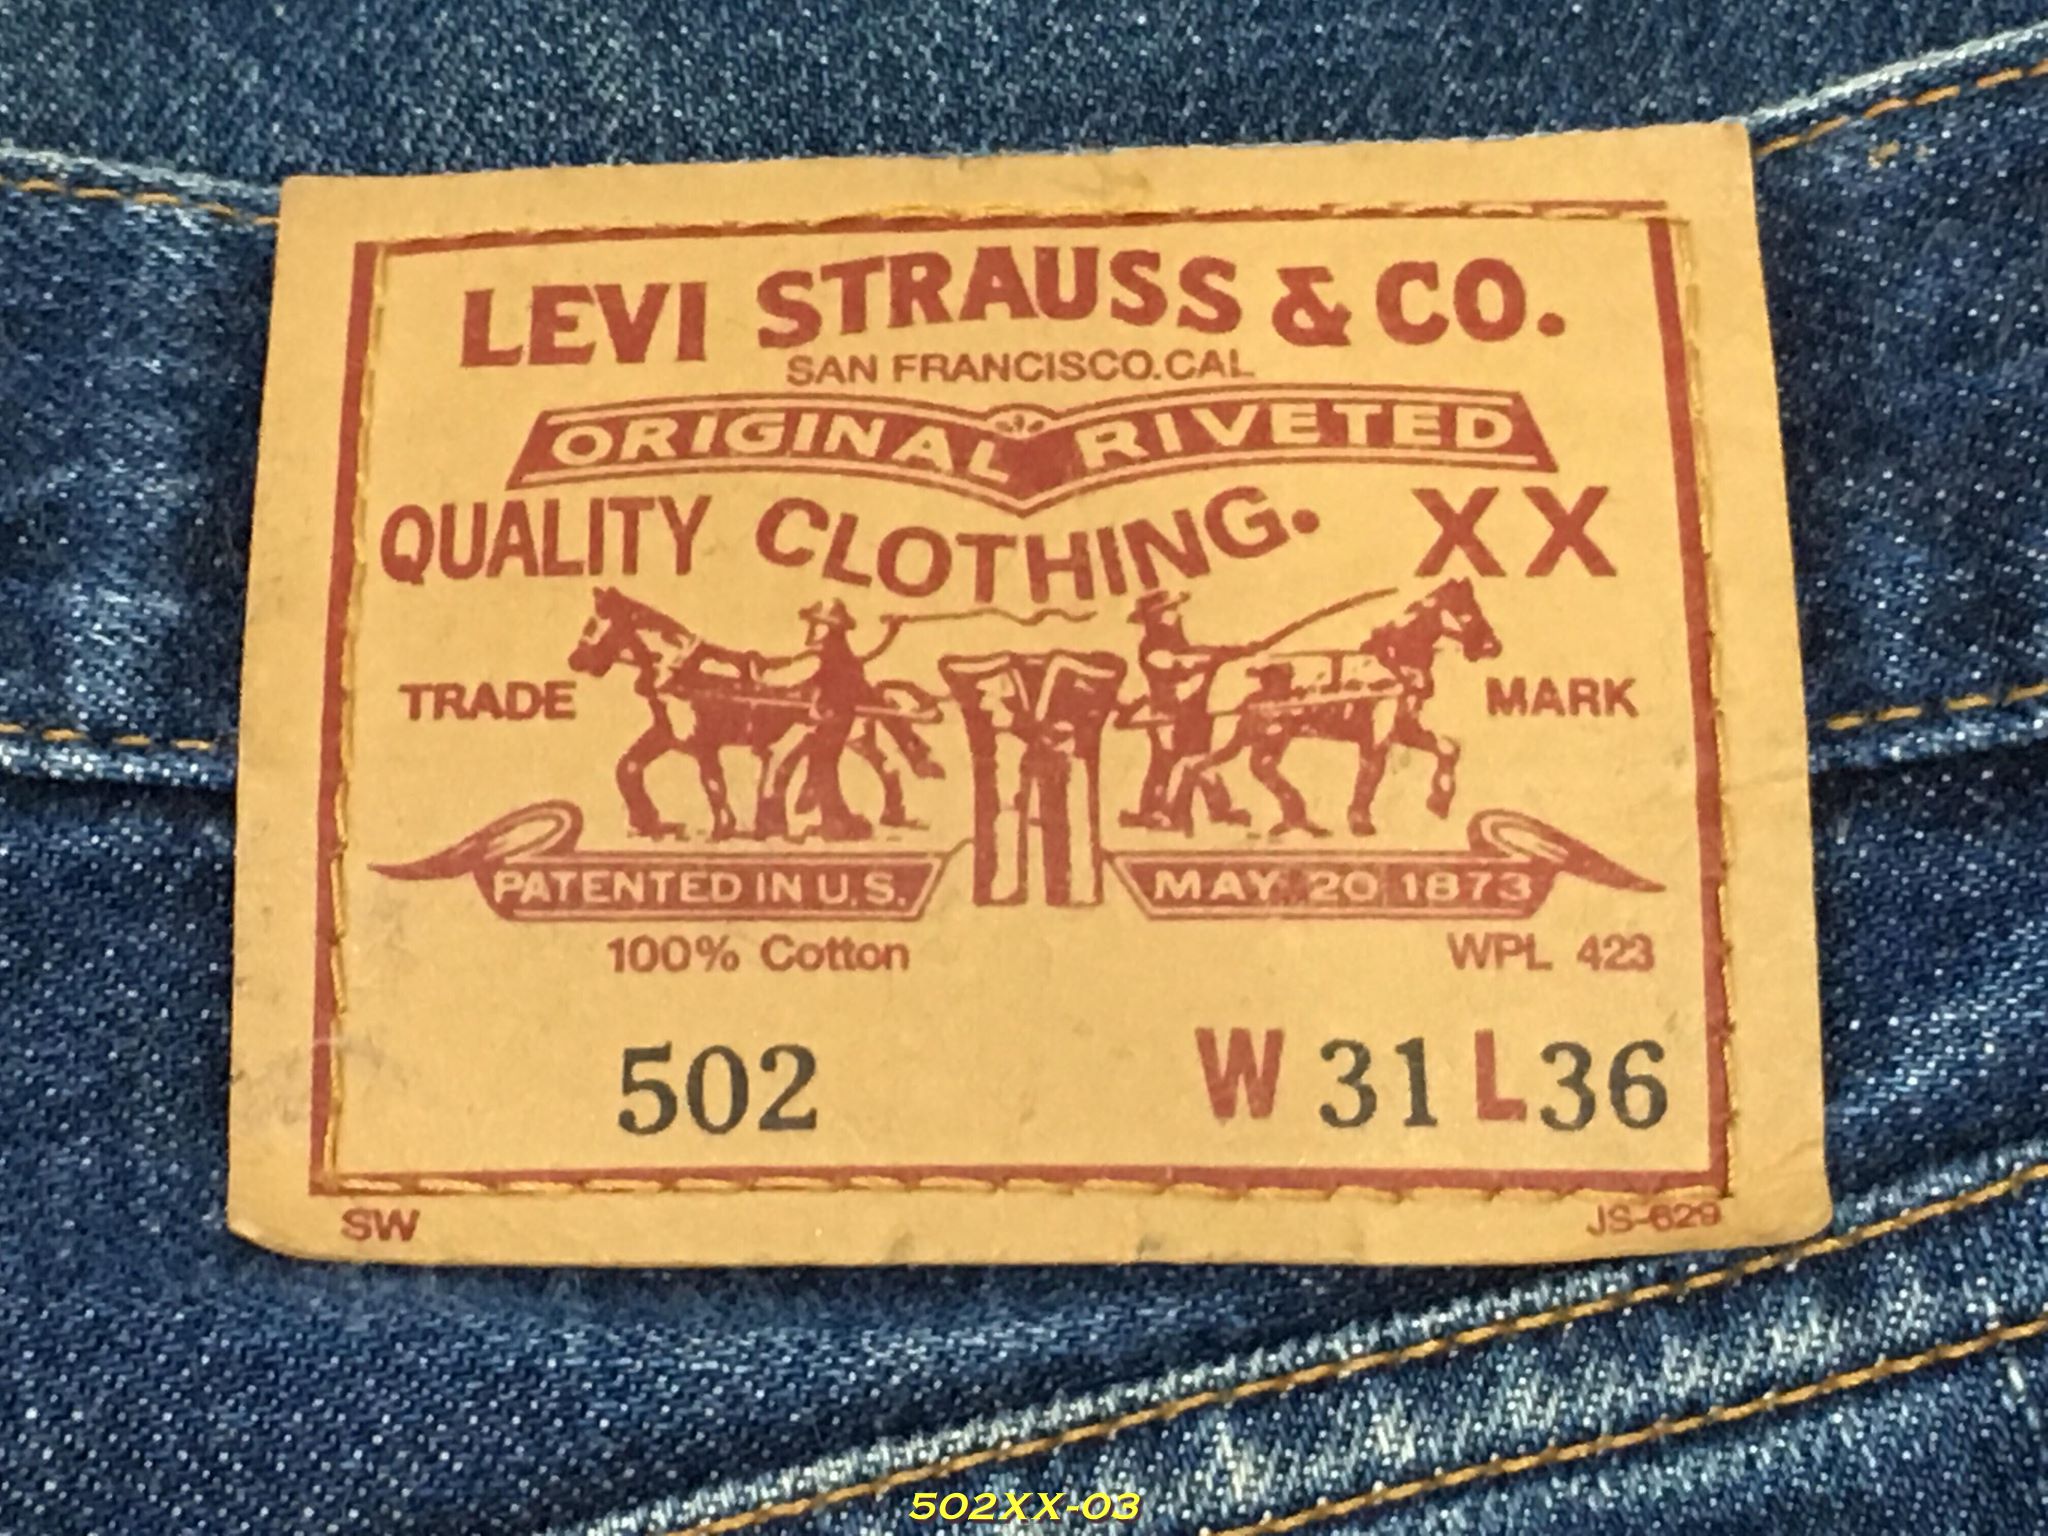 LEVI STRAUSS & CO.
SAN FRANCISCO.CAL
ORIGINAL RIVETED
QUALITY CLOTHING. XX
TRADE MARK
PATENTED IN U.S. MAY 20 1873
100% Cotton WPL 423
502 W 31 L 36
SW JS-629
502XX-03